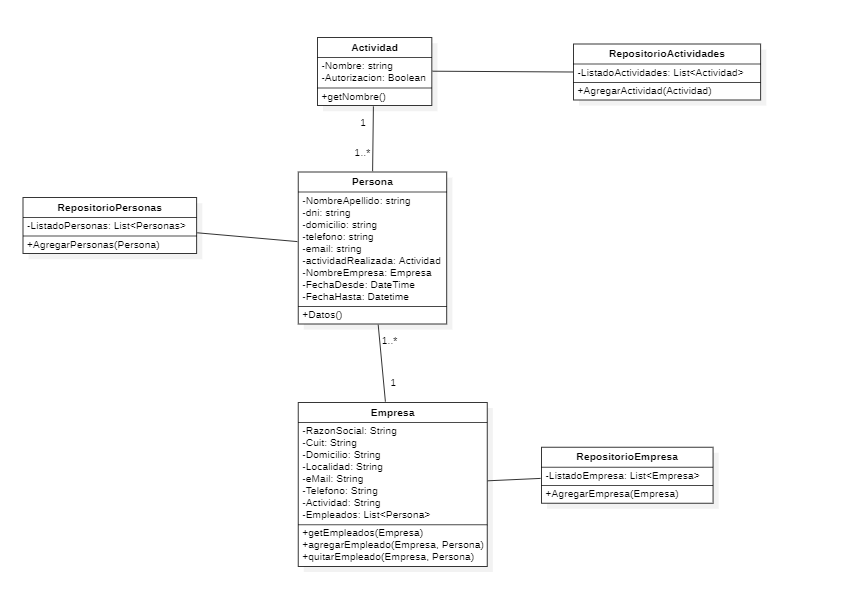 Actividad
-Nombre: string
-Autorizacion: Boolean
+getNombre()
RepositorioActividades
-ListadoActividades: List<Actividad>
+AgregarActividad(Actividad)
1
1..*
Persona
-NombreApellido: string
-dni: string
-domicilio: string
-telefono: string
-email: string
-actividadRealizada: Actividad
-NombreEmpresa: Empresa
-FechaDesde: DateTime
-FechaHasta: Datetime
+Datos()
RepositorioPersonas
-ListadoPersonas: List<Personas>
+AgregarPersonas(Persona)
1..*
1
Empresa
-RazonSocial: String
-Cuit: String
-Domicilio: String
-Localidad: String
-eMail: String
-Telefono: String
-Actividad: String
-Empleados: List<Persona>
+getEmpleados(Empresa)
+agregarEmpleado(Empresa, Persona)
+quitarEmpleado(Empresa, Persona)
RepositorioEmpresa
-ListadoEmpresa: List<Empresa>
+AgregarEmpresa(Empresa)